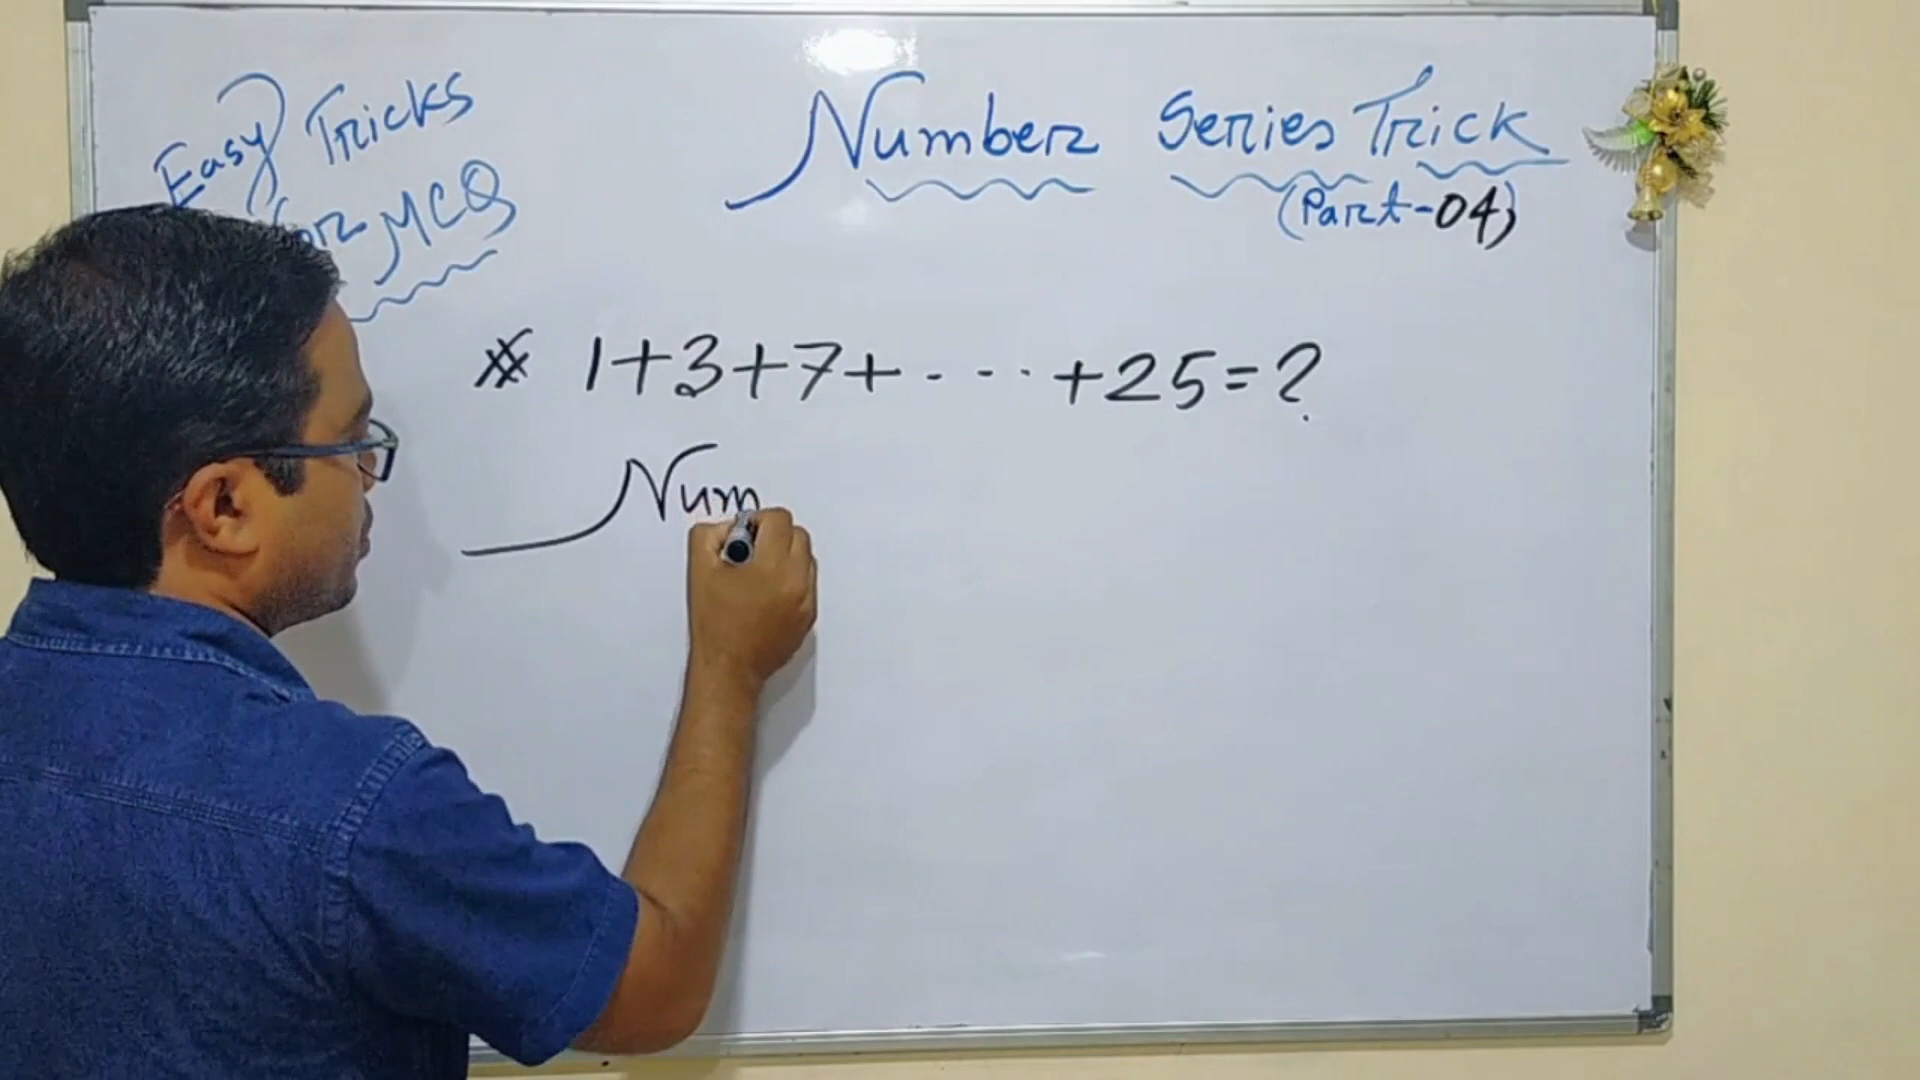 Easy Tricks
for MCQ
Number Series Trick
(Part-04)
* 1+3+7+....+25=?
Num